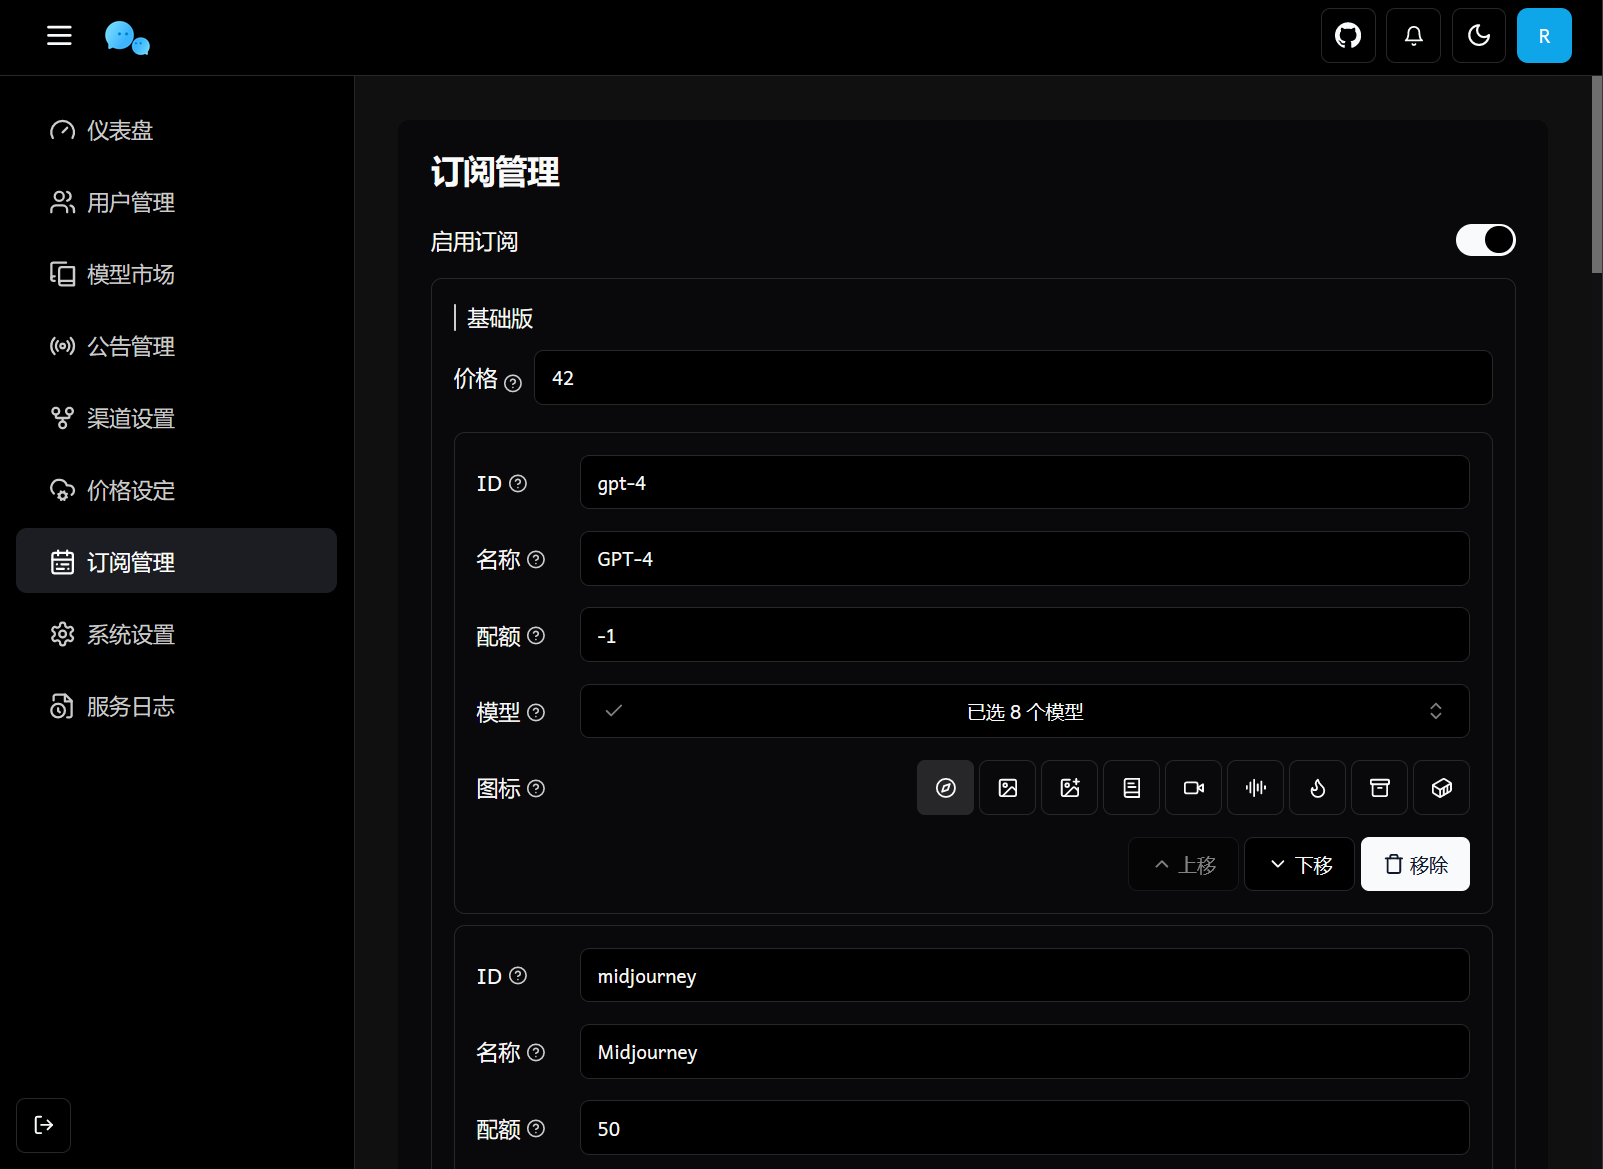 R
仪表盘
用户管理
模型市场
公告管理
渠道设置
价格设定
订阅管理
系统设置
服务日志
订阅管理
启用订阅
基础版
价格 42
ID gpt-4
名称 GPT-4
配额 -1
模型 已选 8 个模型
图标
上移 下移 移除
ID midjourney
名称 Midjourney
配额 50